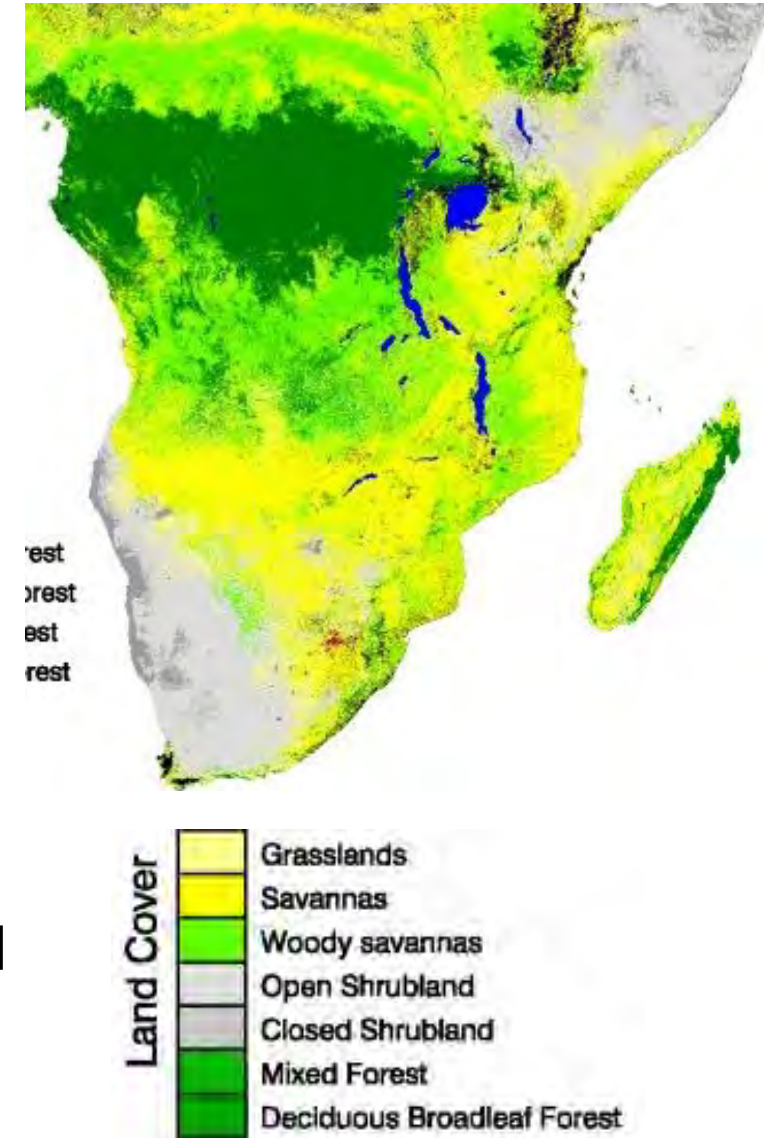 rest
orest
est
rest
Land Cover
Grasslands
Savannas
Woody savannas
Open Shrubland
Closed Shrubland
Mixed Forest
Deciduous Broadleaf Forest